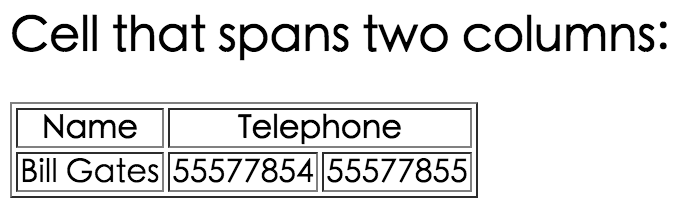 Cell that spans two columns:
Name Telephone
Bill Gates 55577854 55577855